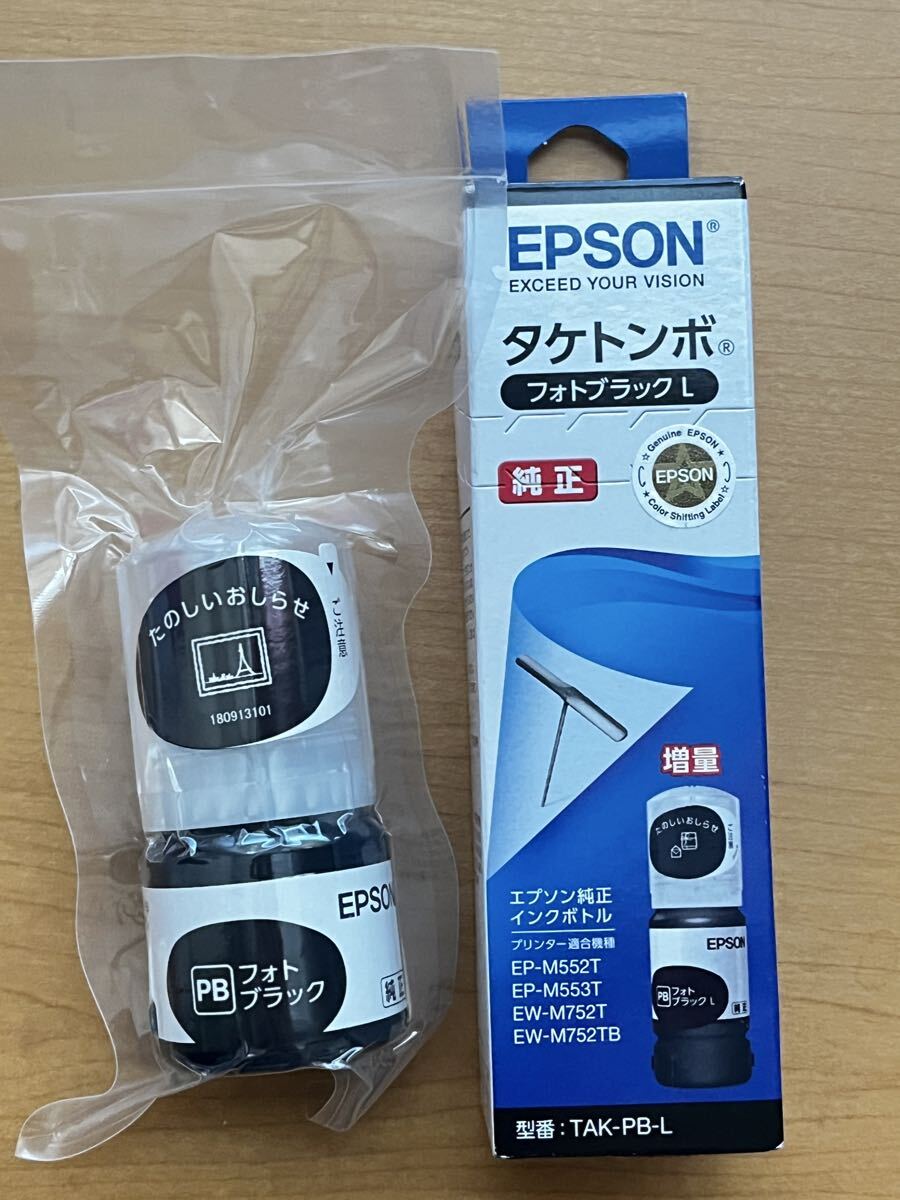 EPSON®
EXCEED YOUR VISION
タケトンボ®
フォトブラック L
純正
☆ Genuine EPSON ★
EPSON
★ Color Shifting Label ☆
増量
たのしいおしらせ
EPSON
PB フォト
ブラック L
純正
エプソン純正
インクボトル
プリンター適合機種
EP-M552T
EP-M553T
EW-M752T
EW-M752TB
型番：TAK-PB-L
たのしいおしらせ
180913101
EPSON
PB フォト
ブラック
純正